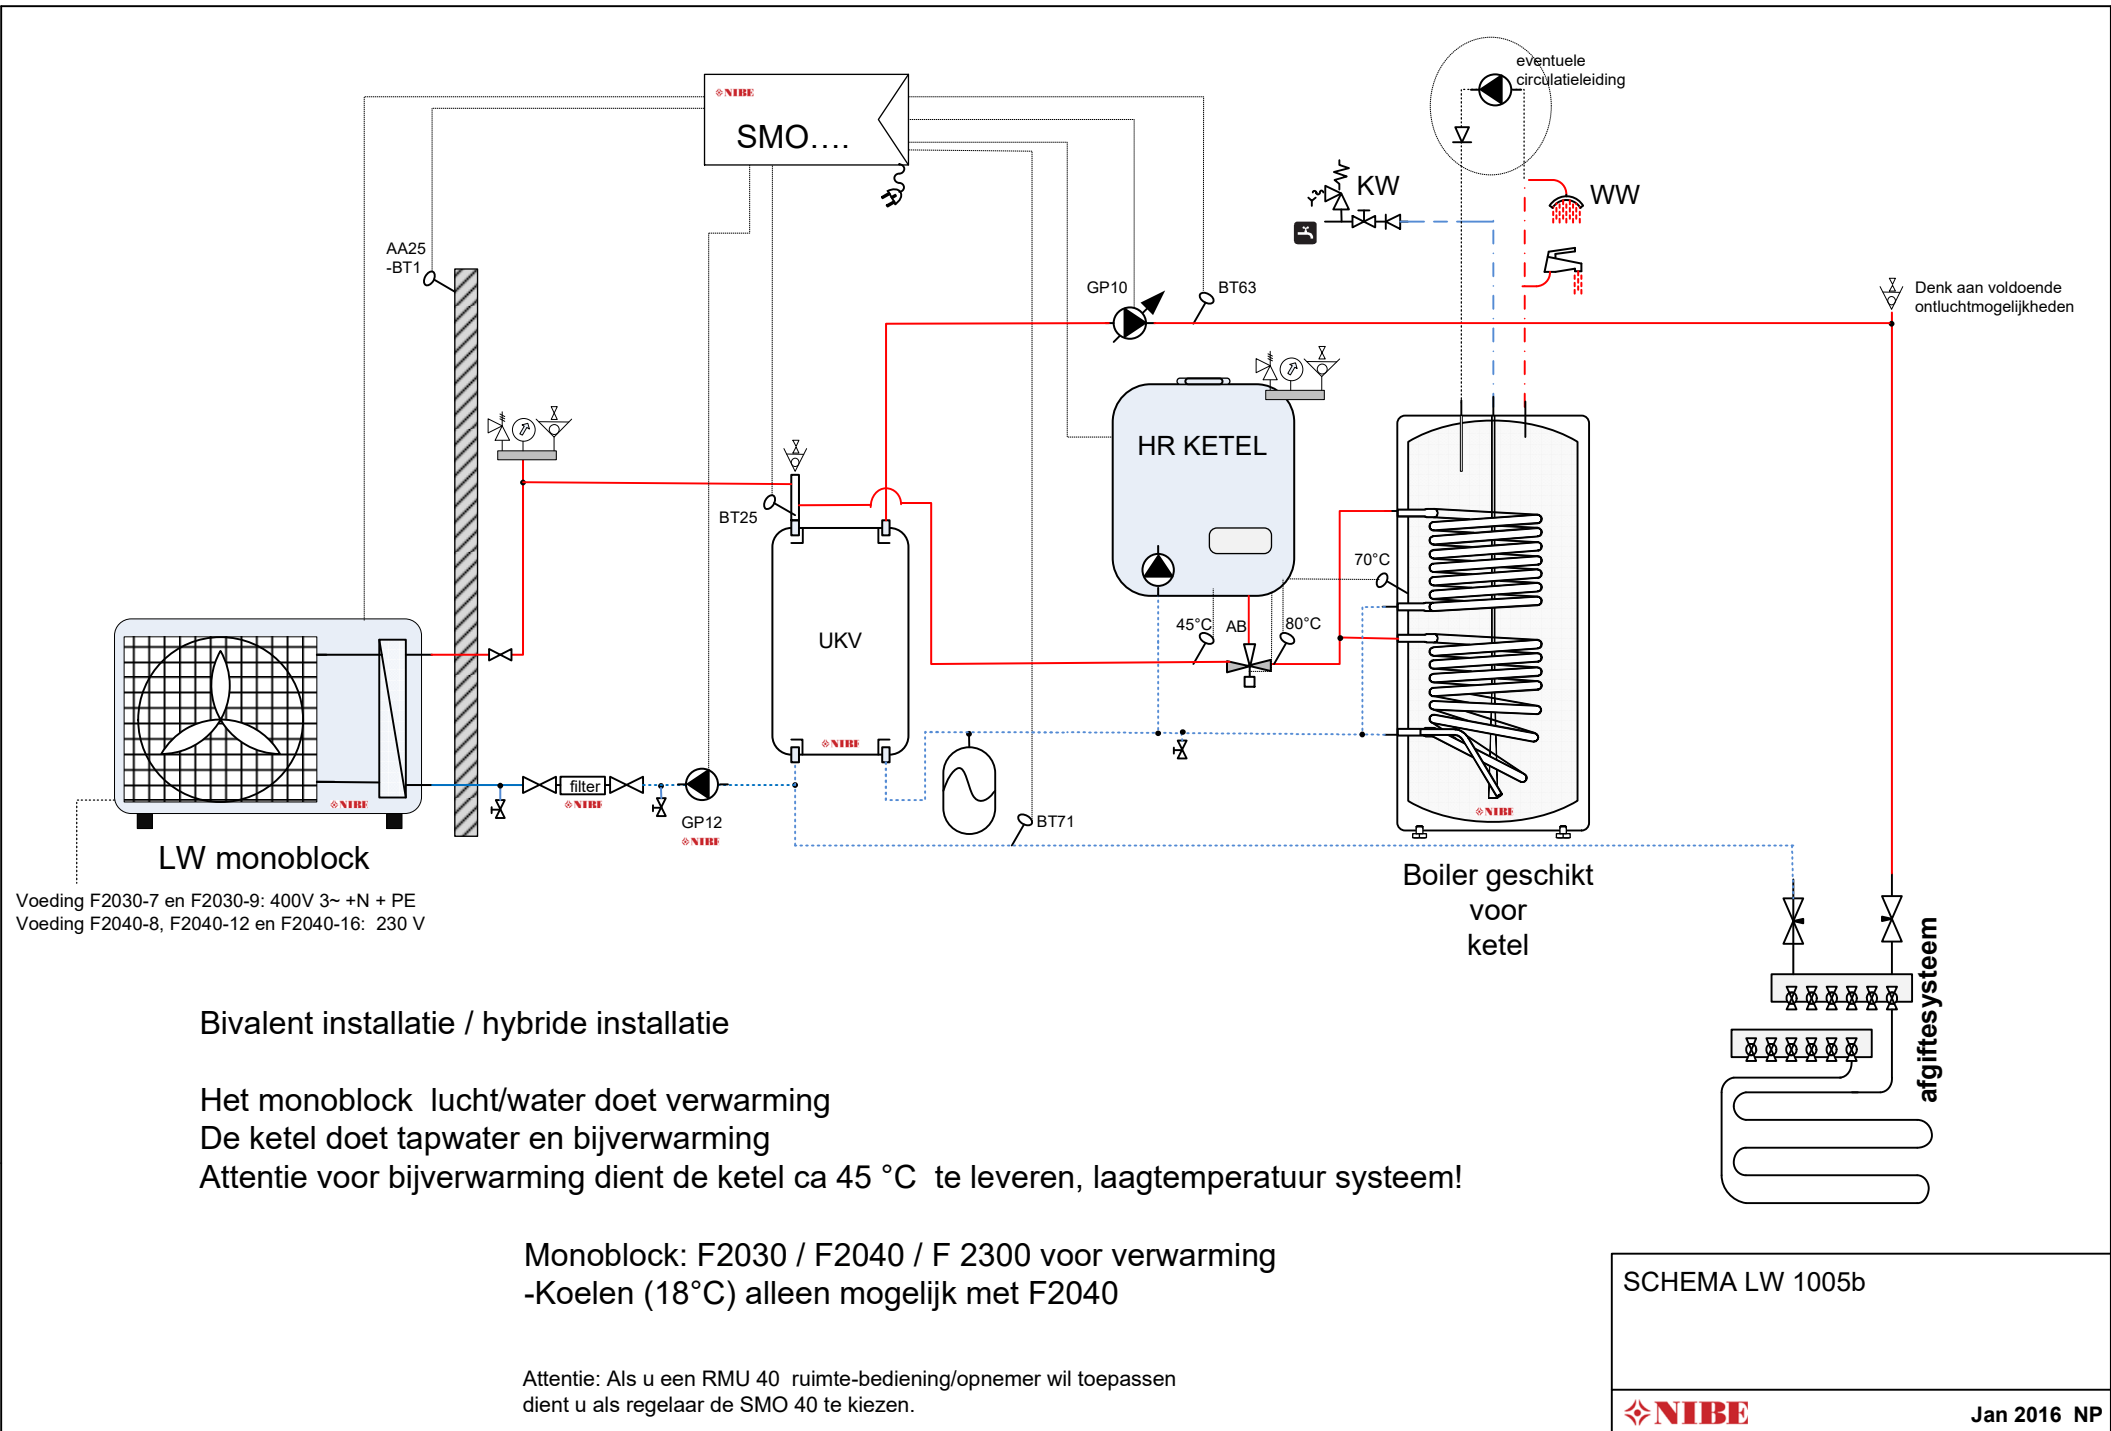 eventuele
circulatieleiding
NIBE
SMO....
KW
WW
AA25
-BT1
GP10
BT63
Denk aan voldoende
ontluchtmogelijkheden
HR KETEL
BT25
70°C
45°C
AB
80°C
UKV
NIBE
filter
NIBE
NIBE
GP12
NIBE
BT71
NIBE
LW monoblock
Voeding F2030-7 en F2030-9: 400V 3~ +N + PE
Voeding F2040-8, F2040-12 en F2040-16: 230 V
Boiler geschikt
voor
ketel
afgiftesysteem
Bivalent installatie / hybride installatie
Het monoblock lucht/water doet verwarming
De ketel doet tapwater en bijverwarming
Attentie voor bijverwarming dient de ketel ca 45 °C te leveren, laagtemperatuur systeem!
Monoblock: F2030 / F2040 / F 2300 voor verwarming
-Koelen (18°C) alleen mogelijk met F2040
Attentie: Als u een RMU 40 ruimte-bediening/opnemer wil toepassen
dient u als regelaar de SMO 40 te kiezen.
SCHEMA LW 1005b
NIBE
Jan 2016 NP